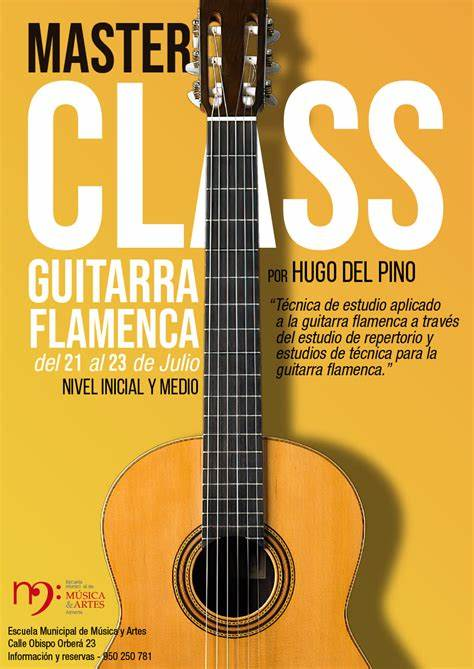 MASTER
CLASS
GUITARRA
FLAMENCA
del 21 al 23 de Julio
NIVEL INICIAL Y MEDIO
POR HUGO DEL PINO
“Técnica de estudio aplicado
a la guitarra flamenca a través
del estudio de repertorio y
estudios de técnica para la
guitarra flamenca.”
Escuela
MÚSICA
&ARTES
Almería
Escuela Municipal de Música y Artes
Calle Obispo Orberá 23
Información y reservas - 950 250 781